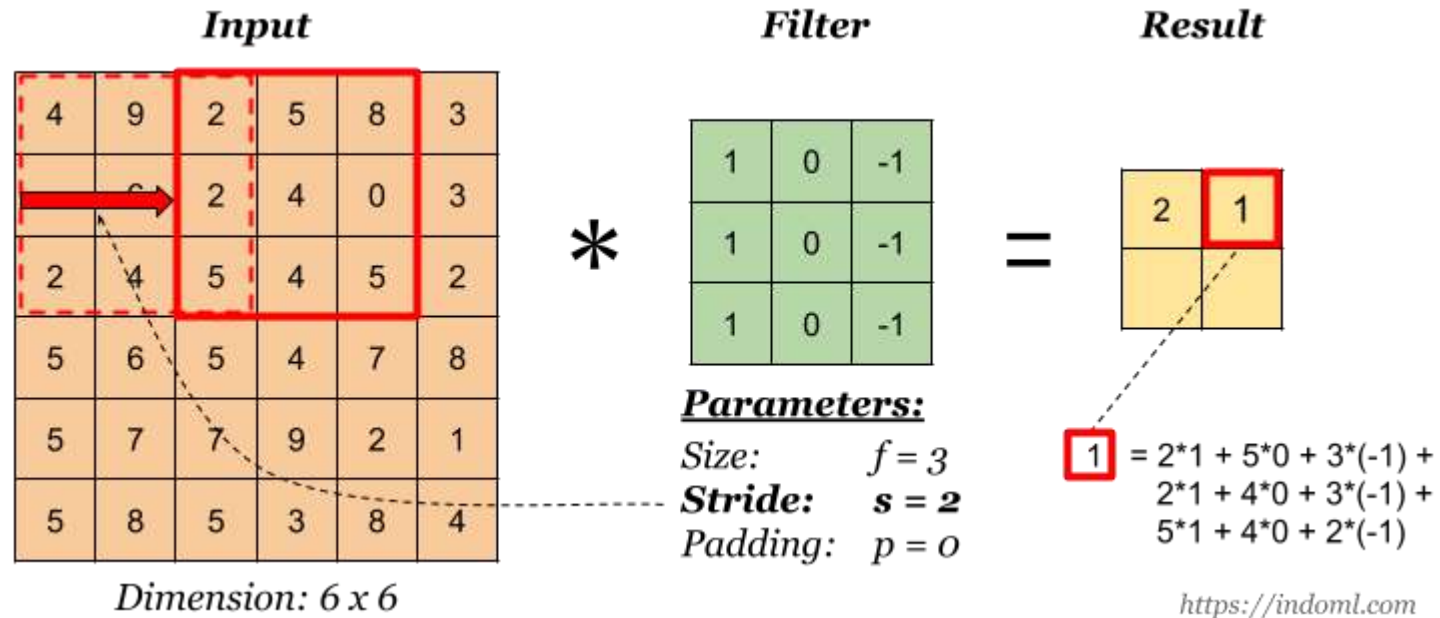 Input Filter Result
4 9 2 5 8 3
2 4 0 3
2 4 5 4 5 2
5 6 5 4 7 8
5 7 7 9 2 1
5 8 5 3 8 4
Dimension: 6 x 6
*
1 0 -1
1 0 -1
1 0 -1
Parameters:
Size: f = 3
Stride: s = 2
Padding: p = 0
=
2 1
1 = 2*1 + 5*0 + 3*(-1) +
2*1 + 4*0 + 3*(-1) +
5*1 + 4*0 + 2*(-1)
https://indoml.com